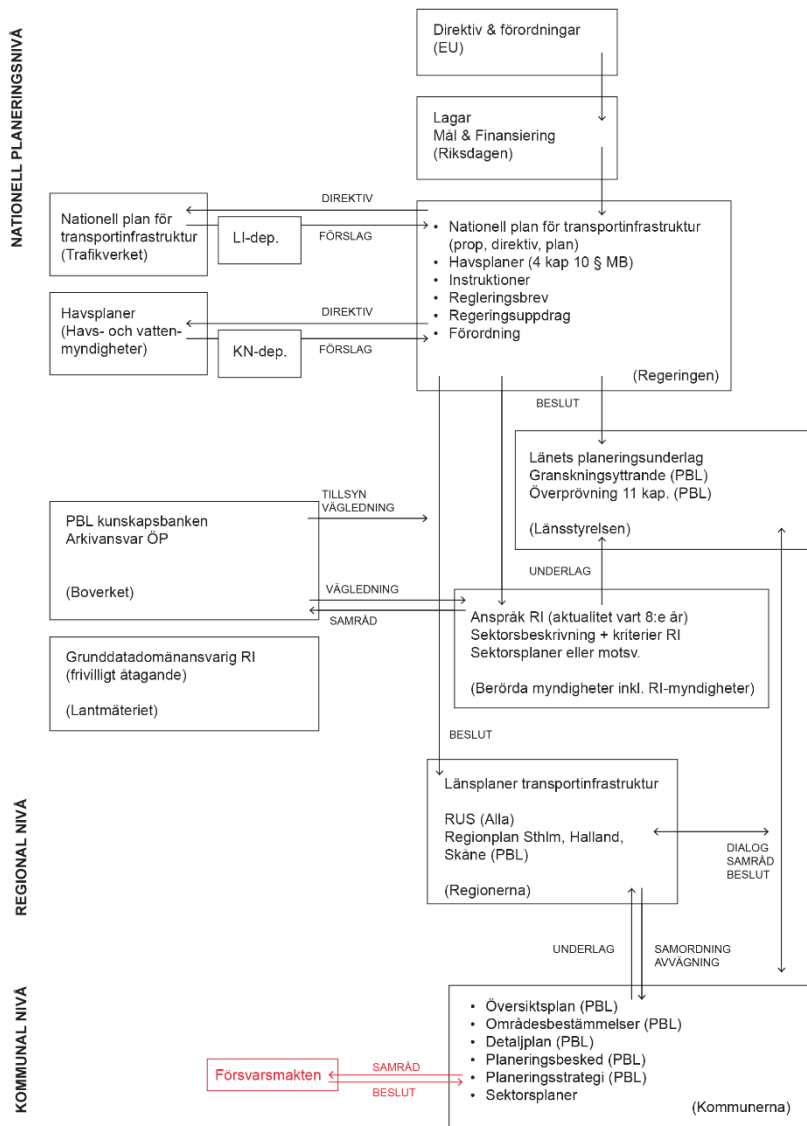 NATIONELL PLANERINGSNIVÅ
Direktiv & förordningar
(EU)
Lagar
Mål & Finansiering
(Riksdagen)
Nationell plan för
transportinfrastruktur
(Trafikverket)
DIREKTIV
LI-dep.
FÖRSLAG
• Nationell plan för transportinfrastruktur
(prop, direktiv, plan)
• Havsplaner (4 kap 10 § MB)
• Instruktioner
• Regleringsbrev
• Regeringsuppdrag
• Förordning
(Regeringen)
Havsplaner
(Havs- och vatten-
myndigheter)
DIREKTIV
KN-dep.
FÖRSLAG
BESLUT
Länets planeringsunderlag
Granskningsyttrande (PBL)
Överprövning 11 kap. (PBL)
(Länsstyrelsen)
PBL kunskapsbanken
Arkivansvar ÖP
(Boverket)
TILLSYN
VÄGLEDNING
UNDERLAG
VÄGLEDNING
SAMRÅD
Anspråk RI (aktualitet vart 8:e år)
Sektorsbeskrivning + kriterier RI
Sektorsplaner eller motsv.
(Berörda myndigheter inkl. RI-myndigheter)
Grunddatadomänansvarig RI
(frivilligt åtagande)
(Lantmäteriet)
BESLUT
REGIONAL NIVÅ
Länsplaner transportinfrastruktur
RUS (Alla)
Regionplan Sthlm, Halland,
Skåne (PBL)
(Regionerna)
DIALOG
SAMRÅD
BESLUT
UNDERLAG
SAMORDNING
AVVÄGNING
KOMMUNAL NIVÅ
• Översiktsplan (PBL)
• Områdesbestämmelser (PBL)
• Detaljplan (PBL)
• Planeringsbesked (PBL)
• Planeringsstrategi (PBL)
• Sektorsplaner
(Kommunerna)
Försvarsmakten
SAMRÅD
BESLUT